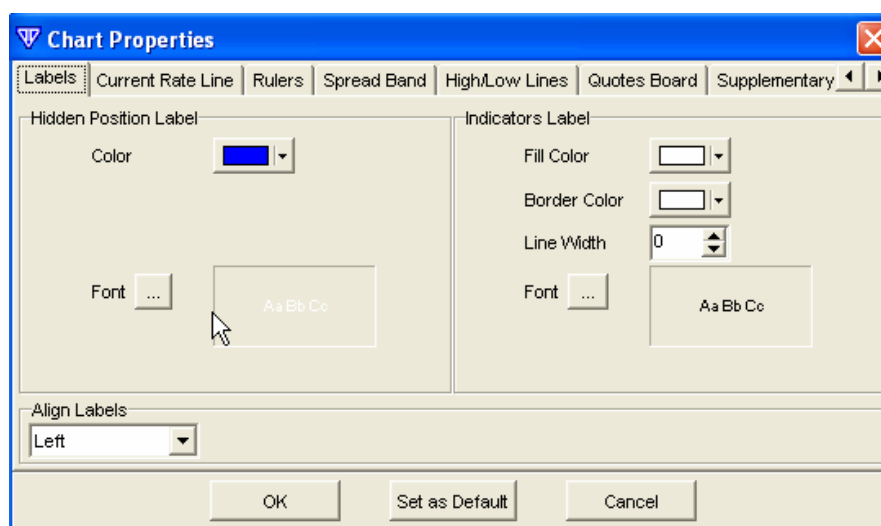 Chart Properties
Labels Current Rate Line Rulers Spread Band High/Low Lines Quotes Board Supplementary
Hidden Position Label Indicators Label
Color Fill Color
Border Color
Line Width 0
Font ... Aa Bb Cc Font ... Aa Bb Cc
Align Labels
Left
OK Set as Default Cancel